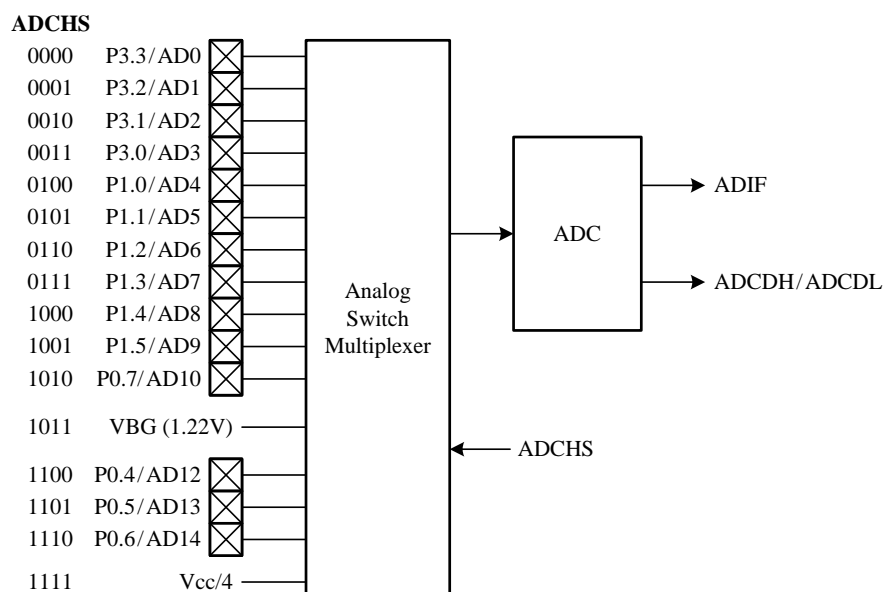 ADCHS
0000 P3.3/AD0
0001 P3.2/AD1
0010 P3.1/AD2
0011 P3.0/AD3
0100 P1.0/AD4
0101 P1.1/AD5
0110 P1.2/AD6
0111 P1.3/AD7
1000 P1.4/AD8
1001 P1.5/AD9
1010 P0.7/AD10
1011 VBG (1.22V)
1100 P0.4/AD12
1101 P0.5/AD13
1110 P0.6/AD14
1111 Vcc/4
Analog
Switch
Multiplexer
ADC
ADIF
ADCDH/ADCDL
ADCHS